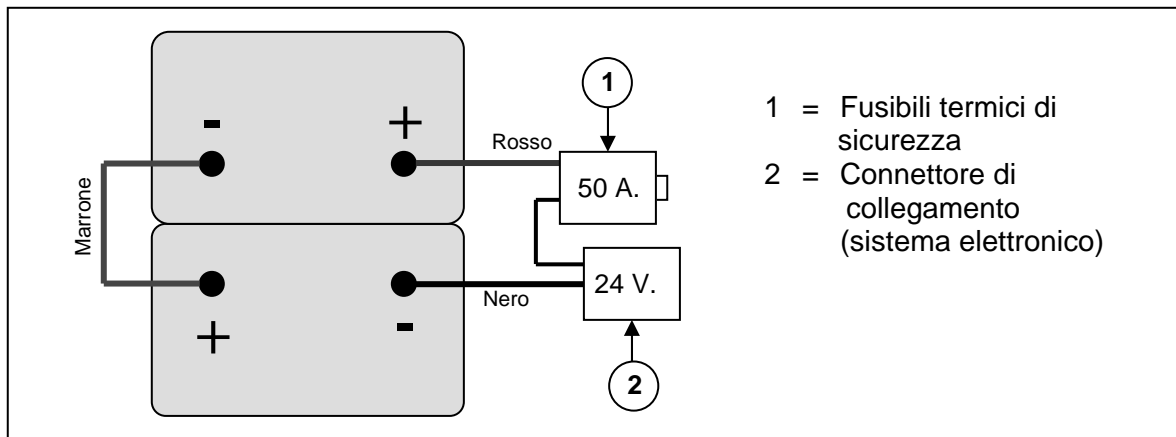 1
- +
Rosso
50 A.
Marrone
24 V.
Nero
+ -
2
1 = Fusibili termici di
sicurezza
2 = Connettore di
collegamento
(sistema elettronico)